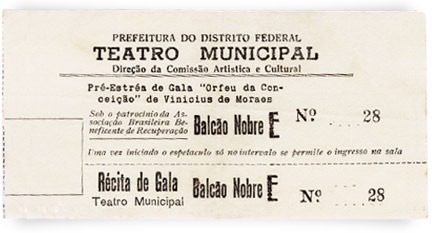 PREFEITURA DO DISTRITO FEDERAL
TEATRO MUNICIPAL
Direção da Comissão Artistica e Cultural
Pré-Estréa de Gala "Orfeu da Con-
ceição" de Vinicius de Moraes
Sob o patrocinio da As-
sociação Brasileira Be-
neficente de Recuperação
Balcão Nobre E Nº 28
Uma vez iniciado o espetaculo só no intervalo se permite o ingresso na sala
Récita de Gala Balcão Nobre E Nº 28
Teatro Municipal